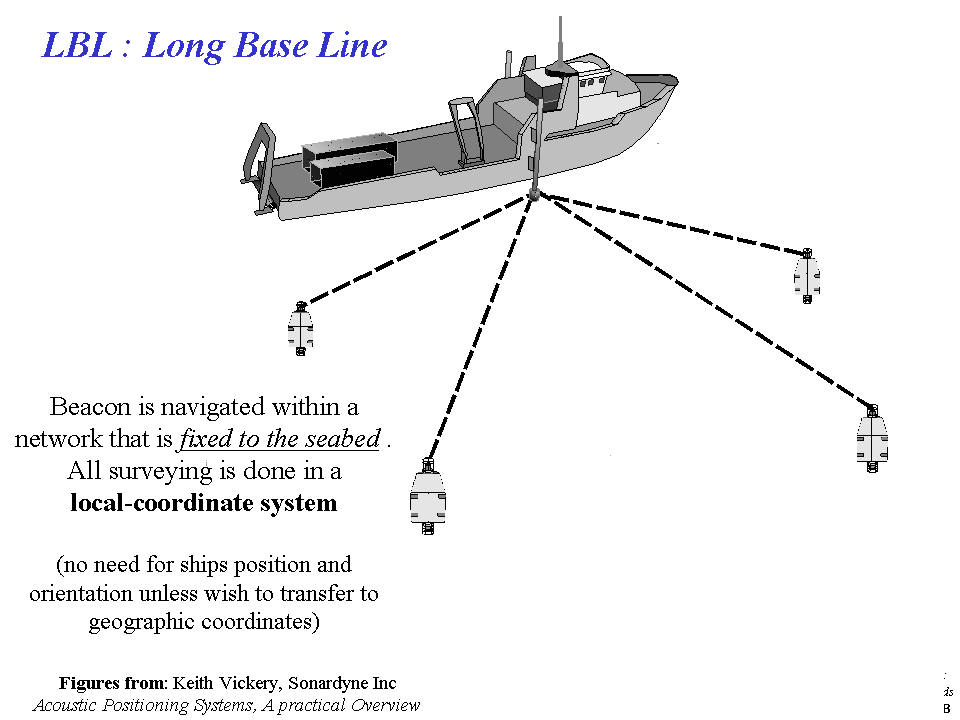 LBL : Long Base Line
Beacon is navigated within a
network that is fixed to the seabed .
All surveying is done in a
local-coordinate system
(no need for ships position and
orientation unless wish to transfer to
geographic coordinates)
Figures from: Keith Vickery, Sonardyne Inc
Acoustic Positioning Systems, A practical Overview
:
ds
B